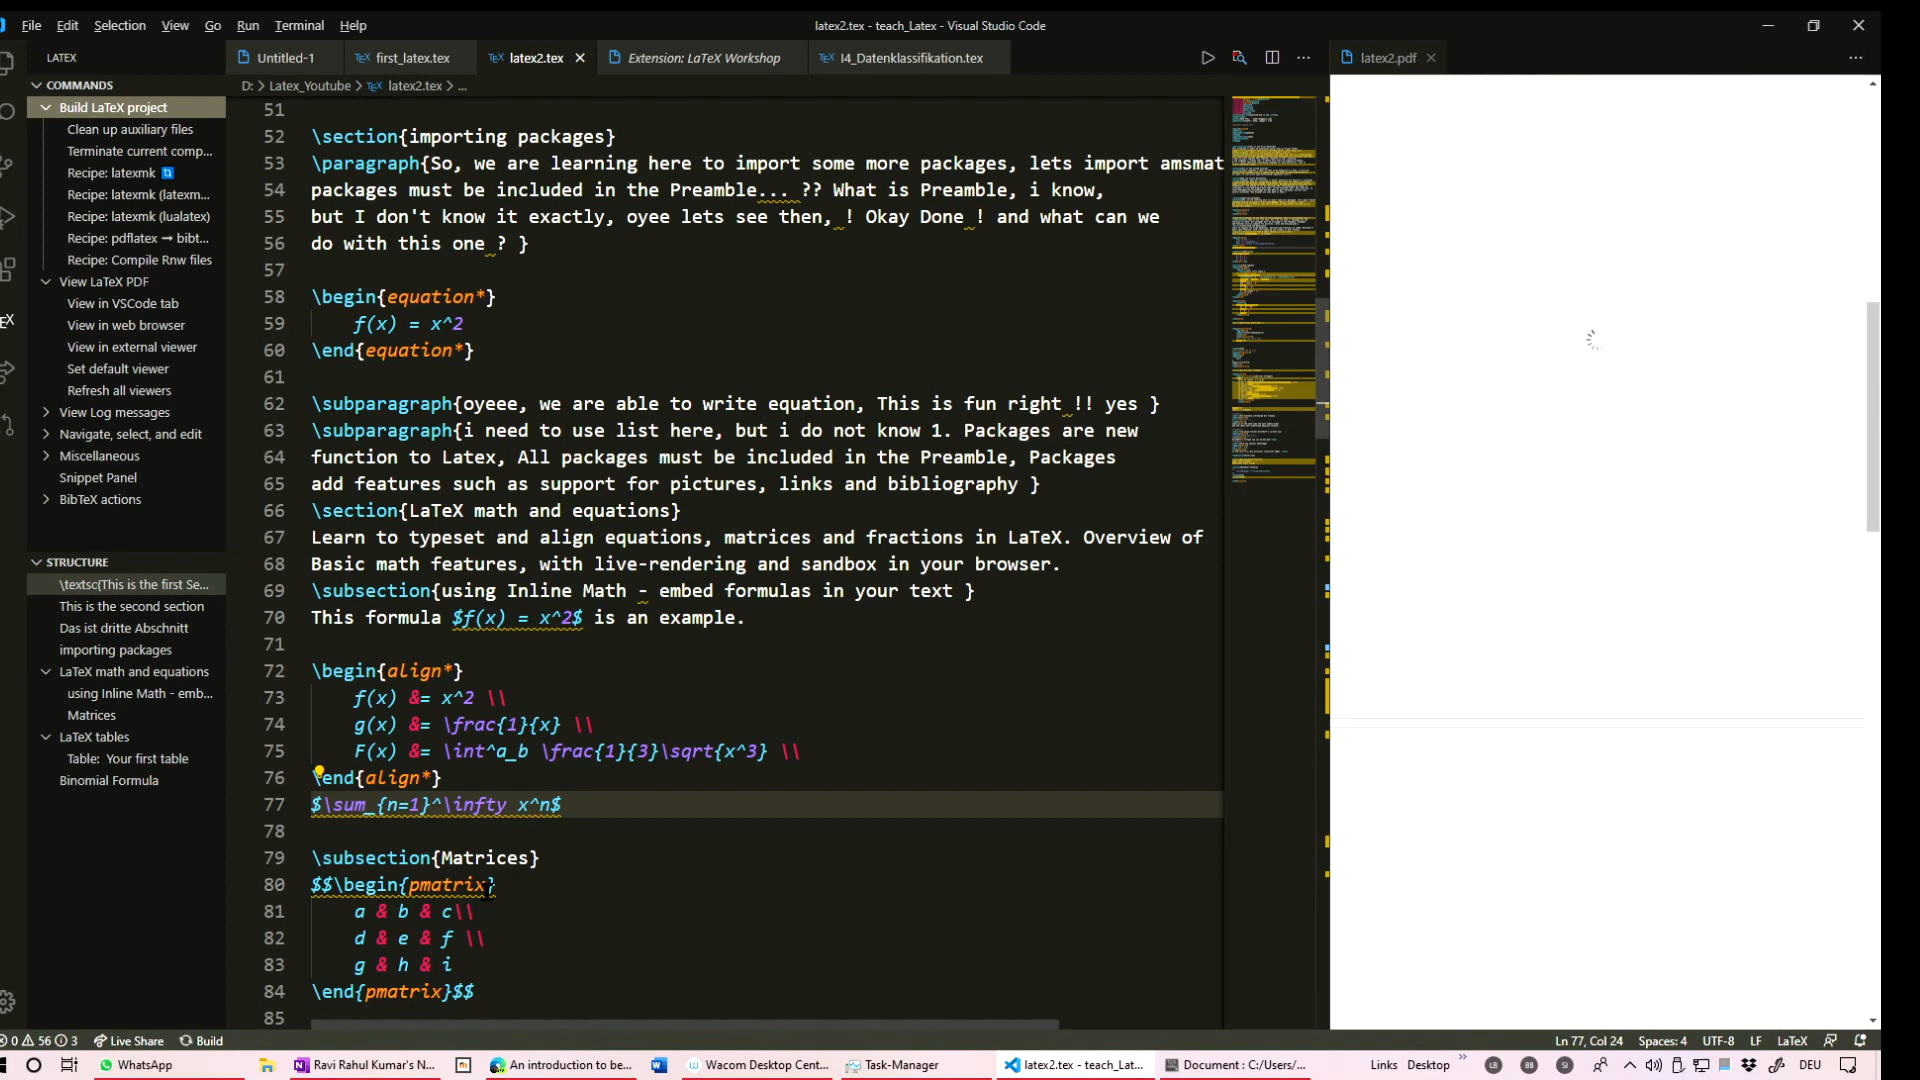 File Edit Selection View Go Run Terminal Help
latex2.tex - teach_Latex - Visual Studio Code
LATEX
Untitled-1
first_latex.tex
latex2.tex
Extension: LaTeX Workshop
I4_Datenklassifikation.tex
latex2.pdf
COMMANDS
Build LaTeX project
Clean up auxiliary files
Terminate current comp...
Recipe: latexmk
Recipe: latexmk (latexm...
Recipe: latexmk (lualatex)
Recipe: pdflatex → bibt...
Recipe: Compile Rnw files
View LaTeX PDF
View in VSCode tab
View in web browser
View in external viewer
Set default viewer
Refresh all viewers
View Log messages
Navigate, select, and edit
Miscellaneous
Snippet Panel
BibTeX actions
STRUCTURE
\textsc{This is the first Se...
This is the second section
Das ist dritte Abschnitt
importing packages
LaTeX math and equations
using Inline Math - emb...
Matrices
LaTeX tables
Table: Your first table
Binomial Formula
D: > Latex_Youtube > latex2.tex > ...
51
52 \section{importing packages}
53 \paragraph{So, we are learning here to import some more packages, lets import amsmat
54 packages must be included in the Preamble... ?? What is Preamble, i know,
55 but I don't know it exactly, oyee lets see then, ! Okay Done ! and what can we
56 do with this one ? }
57
58 \begin{equation*}
59 f(x) = x^2
60 \end{equation*}
61
62 \subparagraph{oyeee, we are able to write equation, This is fun right !! yes }
63 \subparagraph{i need to use list here, but i do not know 1. Packages are new
64 function to Latex, All packages must be included in the Preamble, Packages
65 add features such as support for pictures, links and bibliography }
66 \section{LaTeX math and equations}
67 Learn to typeset and align equations, matrices and fractions in LaTeX. Overview of
68 Basic math features, with live-rendering and sandbox in your browser.
69 \subsection{using Inline Math - embed formulas in your text }
70 This formula $f(x) = x^2$ is an example.
71
72 \begin{align*}
73 f(x) &= x^2 \\
74 g(x) &= \frac{1}{x} \\
75 F(x) &= \int^a_b \frac{1}{3}\sqrt{x^3} \\
76 \end{align*}
77 $\sum_{n=1}^\infty x^n$
78
79 \subsection{Matrices}
80 $$\begin{pmatrix}
81 a & b & c\\
82 d & e & f \\
83 g & h & i
84 \end{pmatrix}$$
85
0 56 3 Live Share Build
Ln 77, Col 24 Spaces: 4 UTF-8 LF LaTeX
WhatsApp
Ravi Rahul Kumar's N...
An introduction to be...
Wacom Desktop Cent...
Task-Manager
latex2.tex - teach_Lat...
Document : C:/Users/...
Links Desktop
DEU